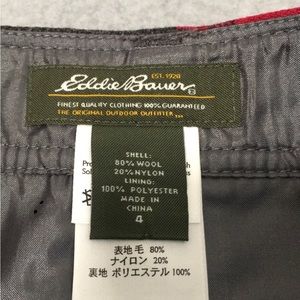 EST. 1920
Eddie Bauer
FINEST QUALITY CLOTHING 100% GUARANTEED
THE ORIGINAL OUTDOOR OUTFITTER
SHELL:
80% WOOL
20% NYLON
LINING:
100% POLYESTER
MADE IN
CHINA
4
表地 毛 80%
ナイロン 20%
裏地 ポリエステル 100%